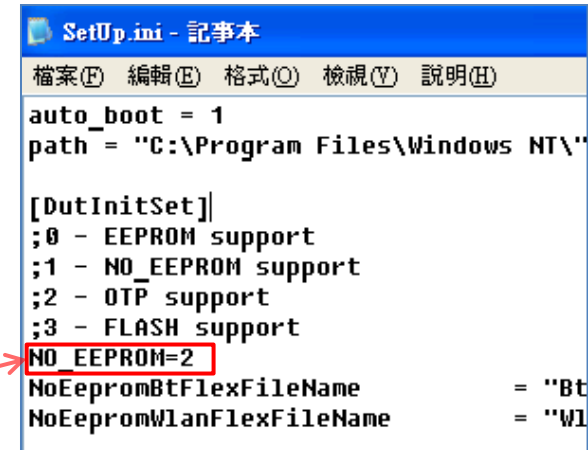 SetUp.ini - 記事本
檔案(F) 編輯(E) 格式(O) 檢視(V) 說明(H)
auto_boot = 1
path = "C:\Program Files\Windows NT\"
[DutInitSet]
;0 - EEPROM support
;1 - NO_EEPROM support
;2 - OTP support
;3 - FLASH support
NO_EEPROM=2
NoEepromBtFlexFileName = "Bt
NoEepromWlanFlexFileName = "Wl